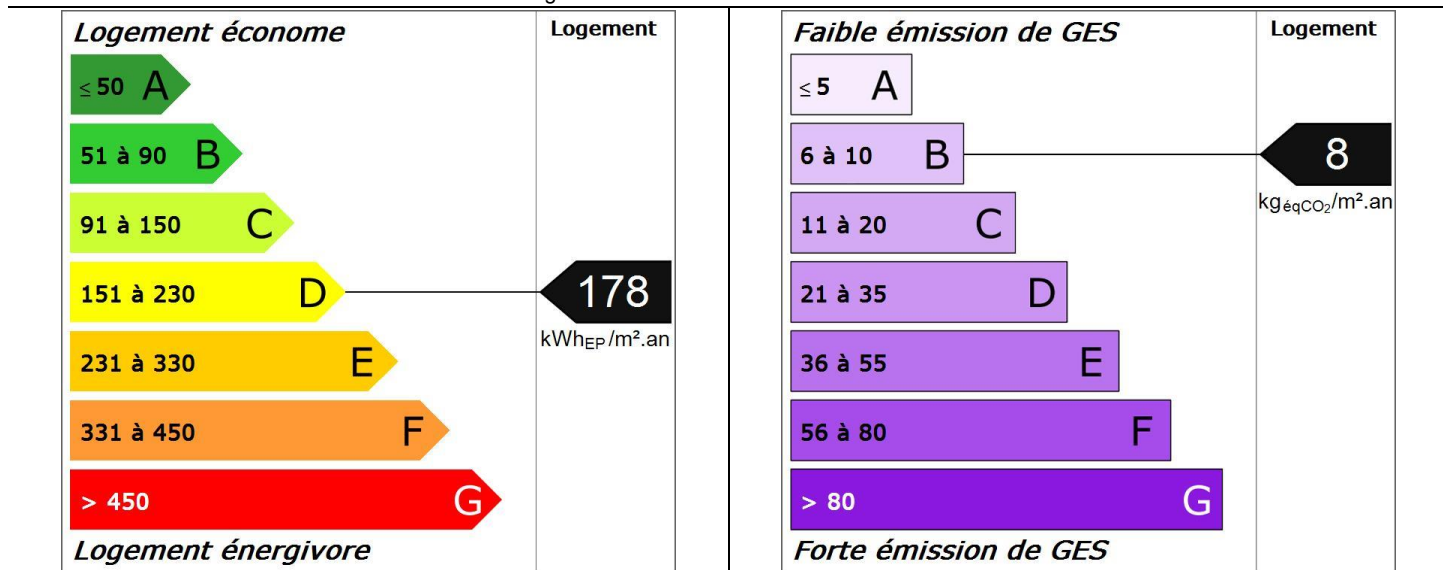 Logement économe Logement
≤ 50 A
51 à 90 B
91 à 150 C
151 à 230 D 178
kWhEP/m².an
231 à 330 E
331 à 450 F
> 450 G
Logement énergivore
Faible émission de GES Logement
≤ 5 A
6 à 10 B 8
kgéqCO₂/m².an
11 à 20 C
21 à 35 D
36 à 55 E
56 à 80 F
> 80 G
Forte émission de GES